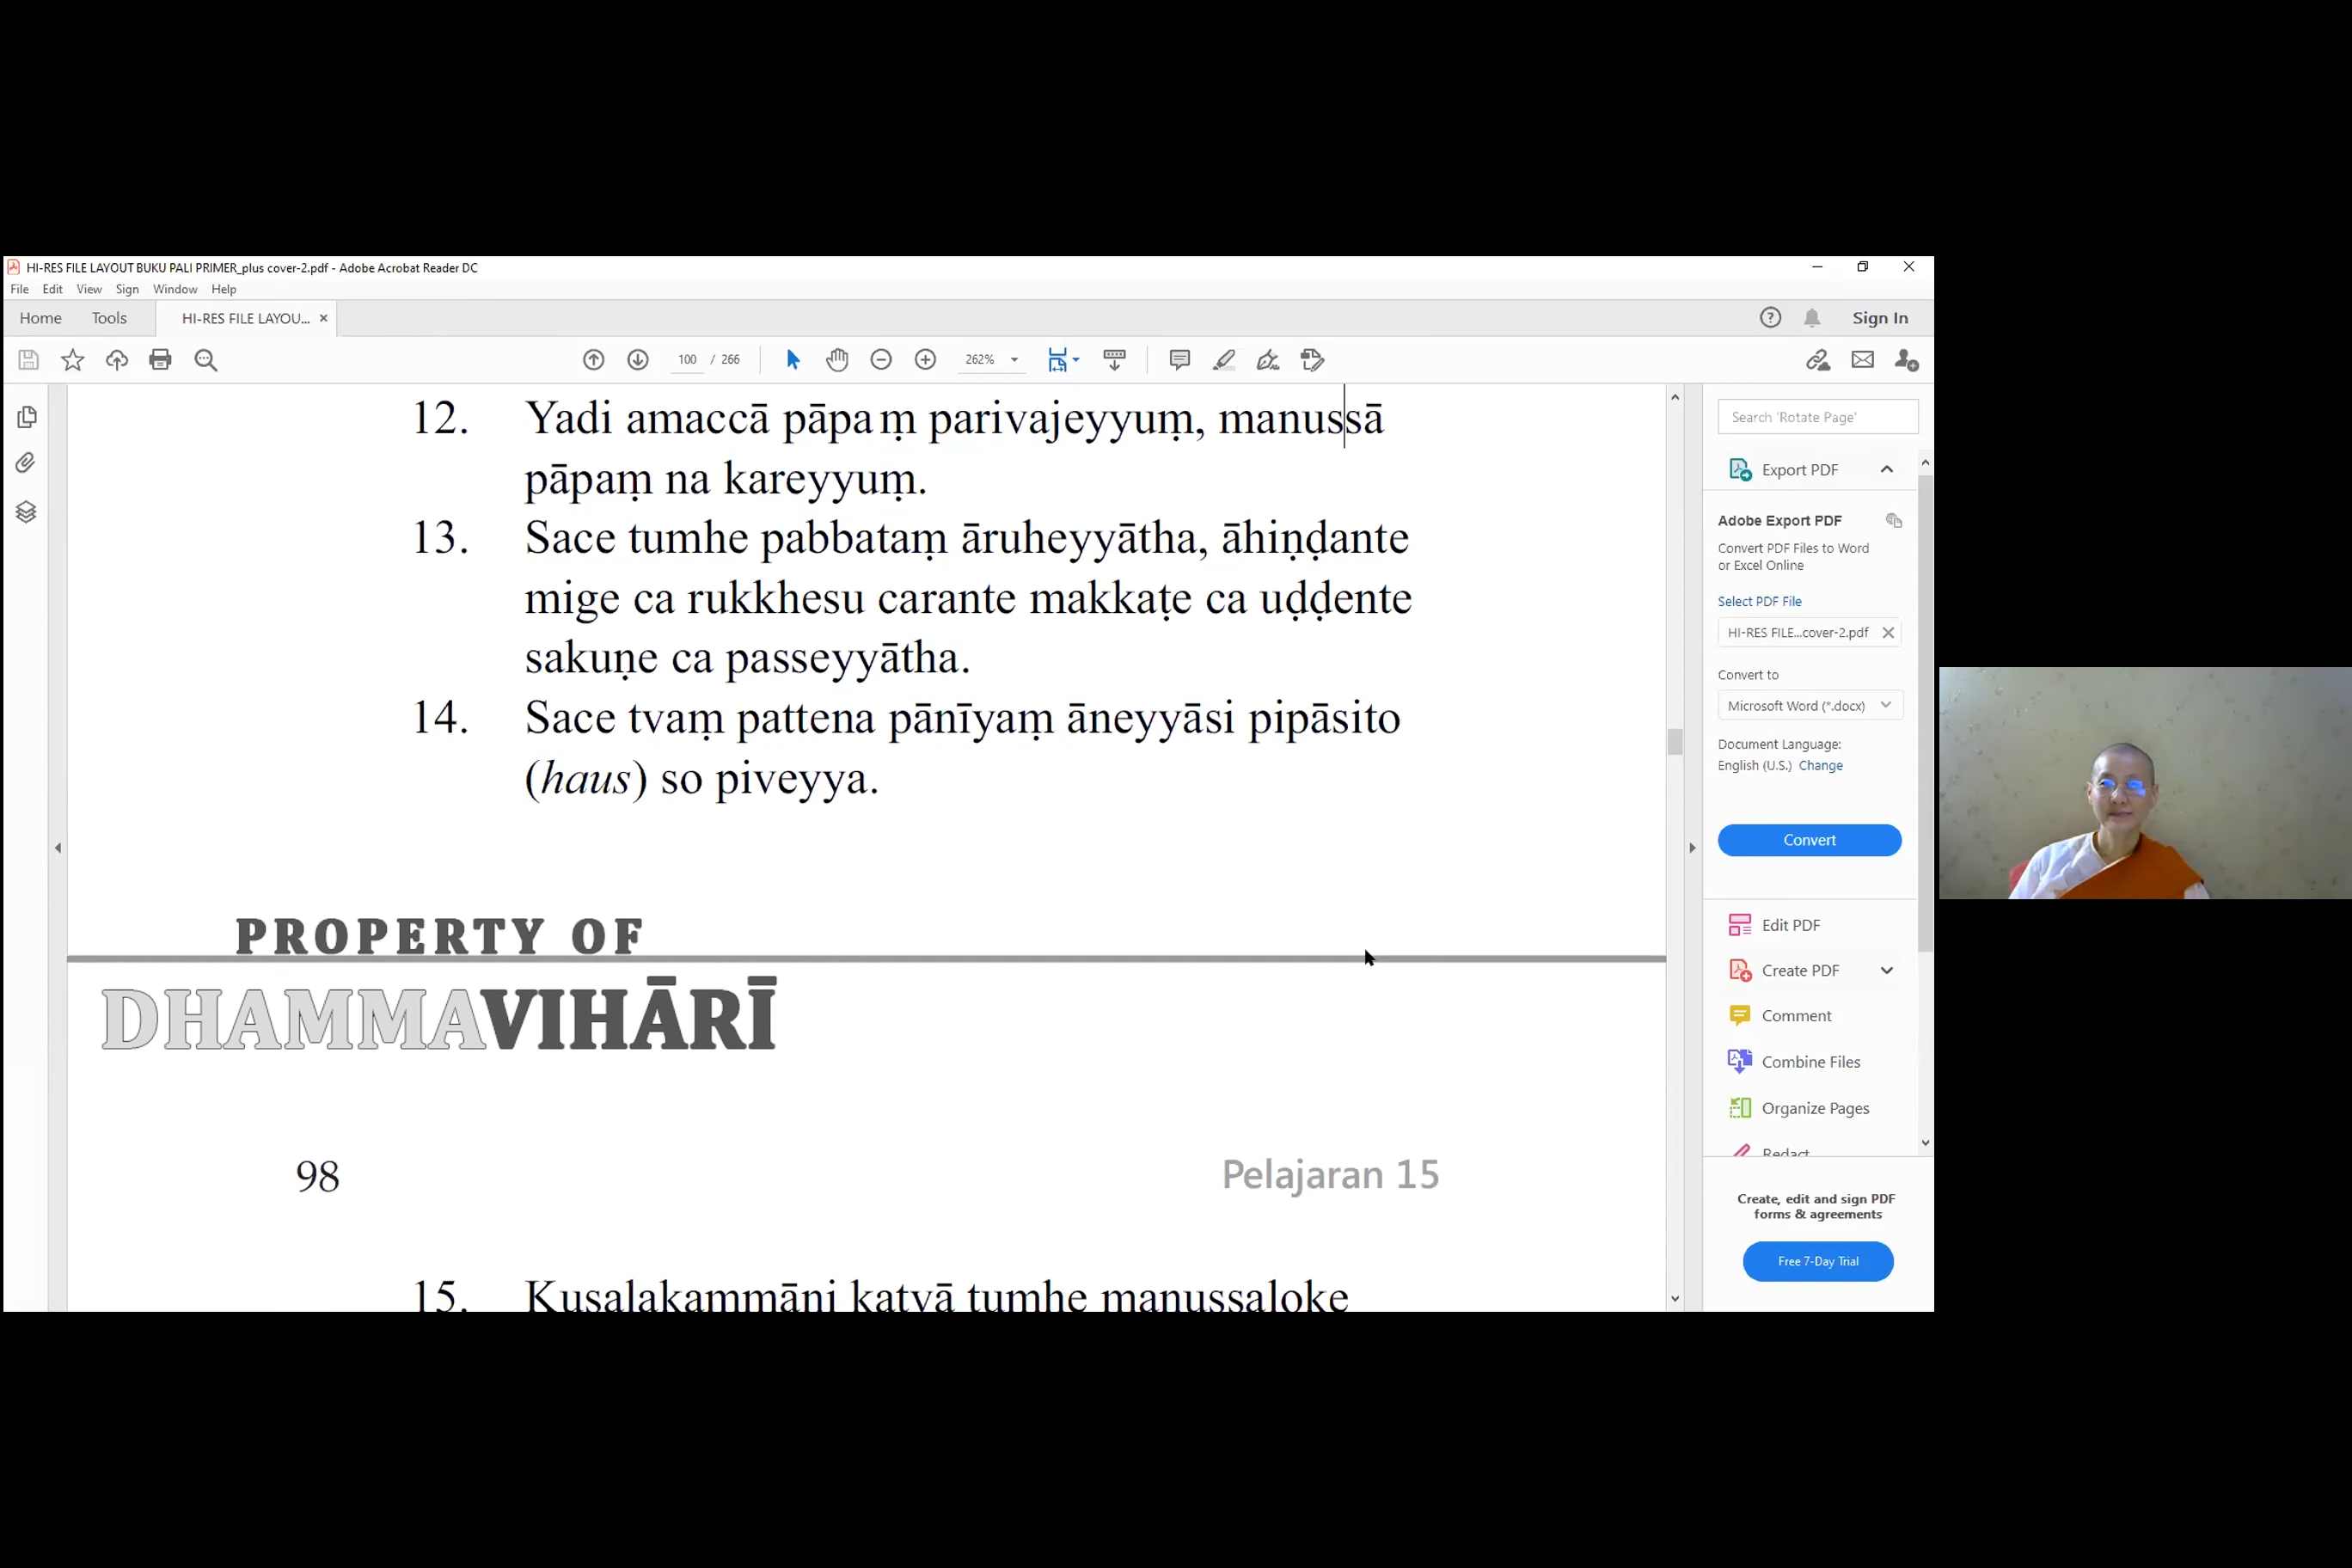 HI-RES FILE LAYOUT BUKU PALI PRIMER_plus cover-2.pdf - Adobe Acrobat Reader DC
File Edit View Sign Window Help
Home Tools HI-RES FILE LAYOU... × Sign In
100 / 266 262%
12. Yadi amaccā pāpaṃ parivajeyyuṃ, manussā
pāpaṃ na kareyyuṃ.
13. Sace tumhe pabbataṃ āruheyyātha, āhiṇḍante
mige ca rukkhesu carante makkaṭe ca uḍḍente
sakuṇe ca passeyyātha.
14. Sace tvaṃ pattena pānīyaṃ āneyyāsi pipāsito
(haus) so piveyya.
PROPERTY OF
DHAMMAVIHĀRĪ
98 Pelajaran 15
15. Kusalakammāni katvā tumhe manussaloke
Search 'Rotate Page'
Export PDF
Adobe Export PDF
Convert PDF Files to Word
or Excel Online
Select PDF File
HI-RES FILE...cover-2.pdf
Convert to
Microsoft Word (*.docx)
Document Language:
English (U.S.) Change
Convert
Edit PDF
Create PDF
Comment
Combine Files
Organize Pages
Redact
Create, edit and sign PDF
forms & agreements
Free 7-Day Trial